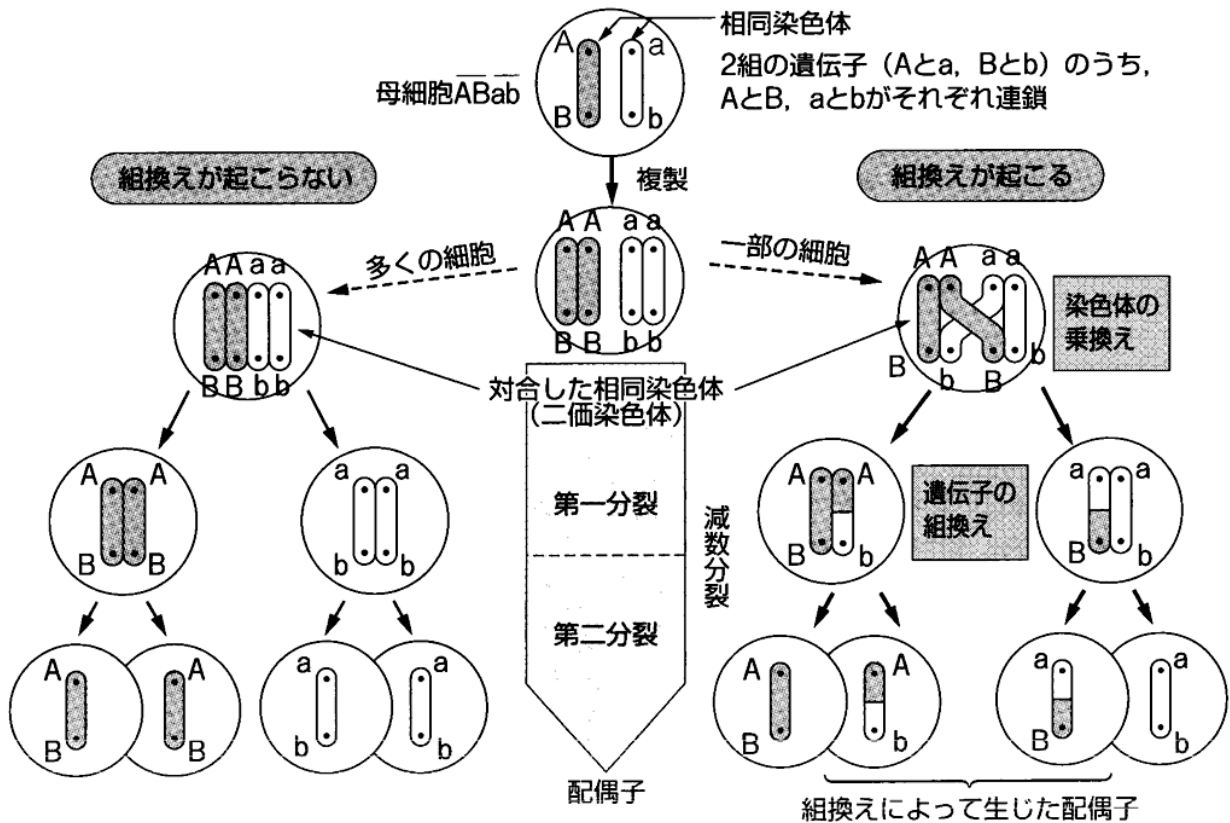 相同染色体
2組の遺伝子（Aとa，Bとb）のうち，
AとB，aとbがそれぞれ連鎖
A a
母細胞ABab
B b
複製
組換えが起こらない
組換えが起こる
A A a a
多くの細胞
一部の細胞
A A a a
A A a a
B B b b
染色体の
乗換え
B B b b
B b B b
対合した相同染色体
（二価染色体）
A A
B B
a a
b b
第一分裂
減数分裂
A A
B b
遺伝子の
組換え
a a
B b
第二分裂
A A
B B
a a
b b
A A
B b
a a
B b
配偶子
組換えによって生じた配偶子